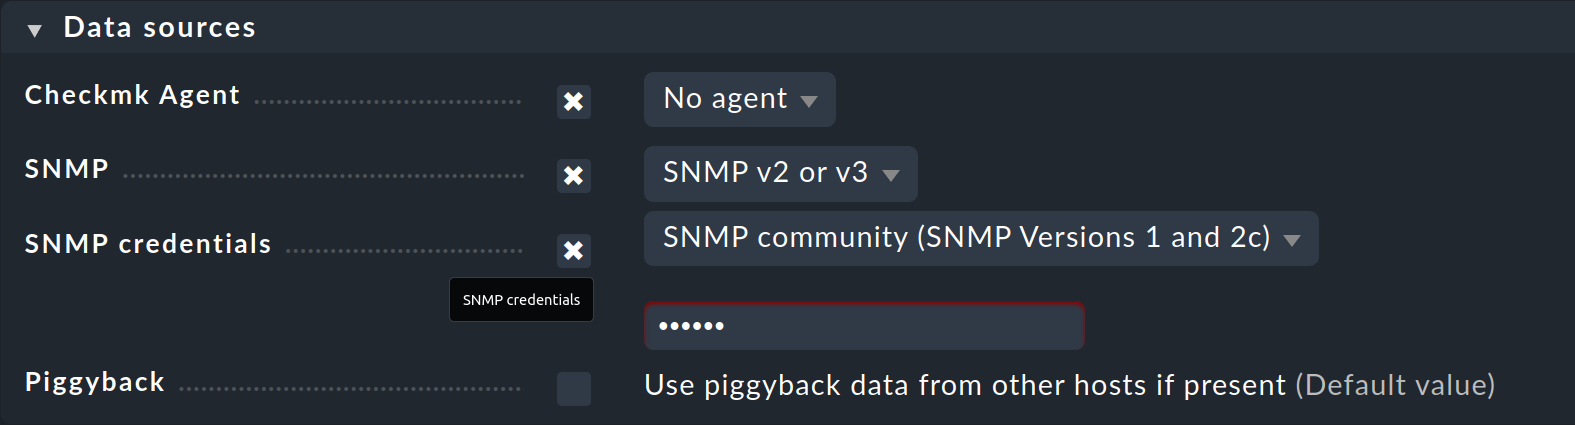 Data sources
Checkmk Agent No agent
SNMP SNMP v2 or v3
SNMP credentials SNMP community (SNMP Versions 1 and 2c)
SNMP credentials
••••••
Piggyback Use piggyback data from other hosts if present (Default value)